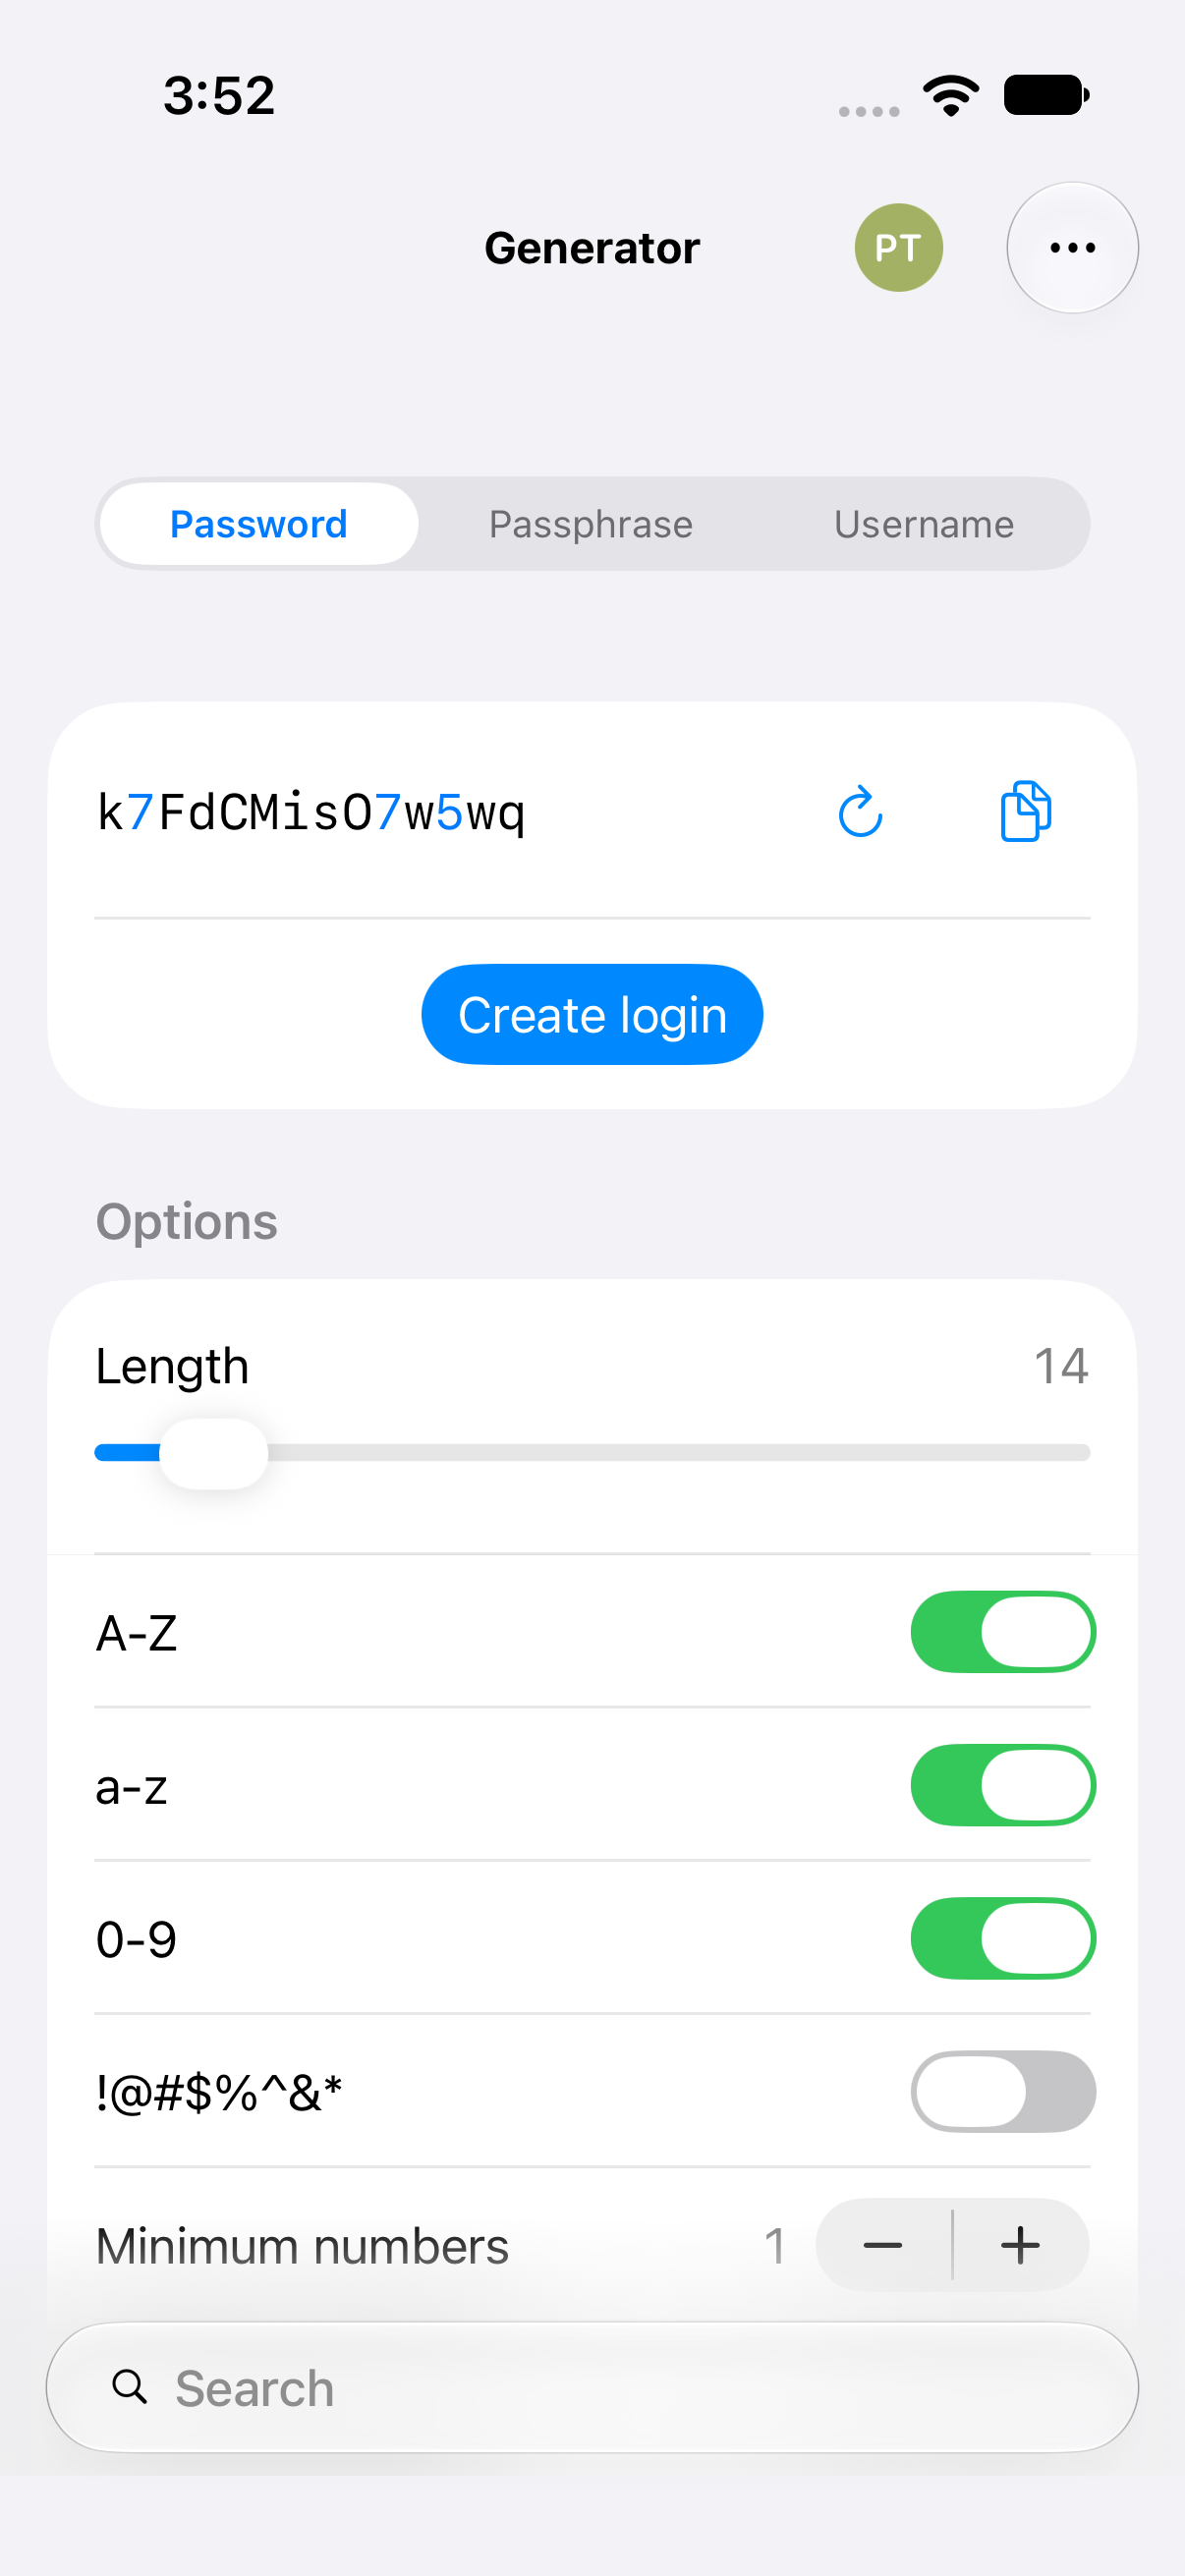 3:52
Generator
PT
Password Passphrase Username
k7FdCMisO7w5wq
Create login
Options
Length 14
A-Z
a-z
0-9
!@#$%^&*
Minimum numbers 1
Search